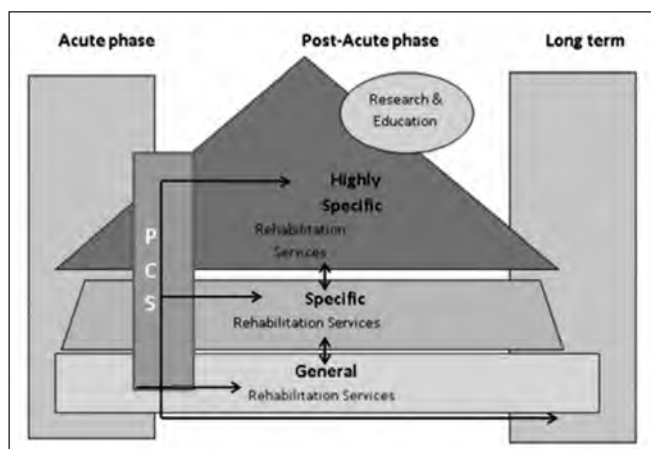 Acute phase
Post-Acute phase
Long term
Research &
Education
Highly
Specific
Rehabilitation
Services
P
C
S
Specific
Rehabilitation Services
General
Rehabilitation Services